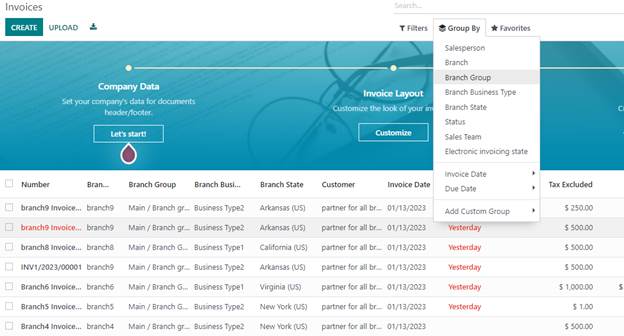 Invoices
Search...
CREATE UPLOAD Filters Group By Favorites
Salesperson
Branch
Branch Group
Branch Business Type
Branch State
Status
Sales Team
Electronic invoicing state
Invoice Date
Due Date
Add Custom Group
Company Data
Set your company's data for documents
header/footer.
Let's start!
Invoice Layout
Customize the look of your inv
Customize
Number Bran... Branch Group Branch Busi... Branch State Customer Invoice Date Tax Excluded
branch9 Invoice... branch9 Main / Branch gr... Business Type2 Arkansas (US) partner for all br... 01/13/2023 $ 250.00
branch9 Invoice... branch9 Main / Branch gr... Business Type2 Arkansas (US) partner for all br... 01/13/2023 Yesterday $ 500.00
branch8 Invoice... branch8 Main / Branch G... Business Type1 California (US) partner for all br... 01/13/2023 Yesterday $ 500.00
INV1/2023/00001 branch9 Main / Branch gr... Business Type2 Arkansas (US) partner for all br... 01/13/2023 Yesterday $ 500.00
Branch6 Invoice... branch6 Main / Branch G... Business Type1 Virginia (US) partner for all br... 01/13/2023 Yesterday $ 1,000.00
Branch5 Invoice... branch5 Main / Branch G... Business Type2 New York (US) partner for all br... 01/13/2023 Yesterday $ 1.00
Branch4 Invoice... branch4 Main / Branch G... Business Type2 New York (US) partner for all br... 01/13/2023 $ 500.00